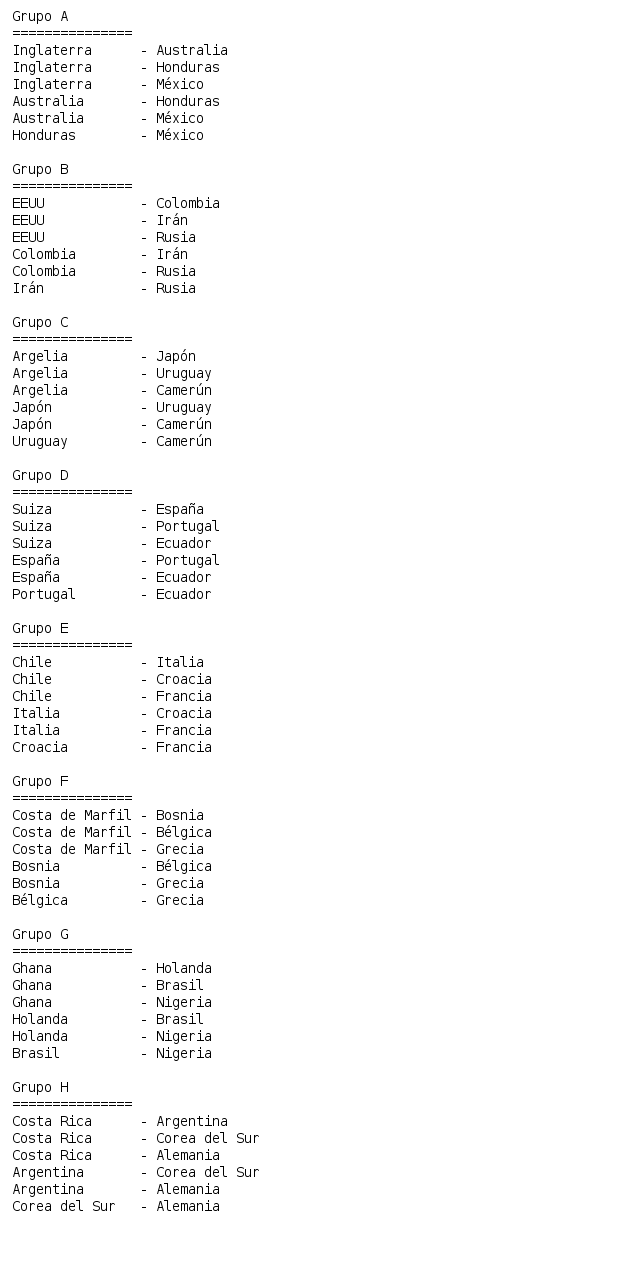 Grupo A
===============
Inglaterra      - Australia
Inglaterra      - Honduras
Inglaterra      - México
Australia       - Honduras
Australia       - México
Honduras        - México

Grupo B
===============
EEUU            - Colombia
EEUU            - Irán
EEUU            - Rusia
Colombia        - Irán
Colombia        - Rusia
Irán            - Rusia

Grupo C
===============
Argelia         - Japón
Argelia         - Uruguay
Argelia         - Camerún
Japón           - Uruguay
Japón           - Camerún
Uruguay         - Camerún

Grupo D
===============
Suiza           - España
Suiza           - Portugal
Suiza           - Ecuador
España          - Portugal
España          - Ecuador
Portugal        - Ecuador

Grupo E
===============
Chile           - Italia
Chile           - Croacia
Chile           - Francia
Italia          - Croacia
Italia          - Francia
Croacia         - Francia

Grupo F
===============
Costa de Marfil - Bosnia
Costa de Marfil - Bélgica
Costa de Marfil - Grecia
Bosnia          - Bélgica
Bosnia          - Grecia
Bélgica         - Grecia

Grupo G
===============
Ghana           - Holanda
Ghana           - Brasil
Ghana           - Nigeria
Holanda         - Brasil
Holanda         - Nigeria
Brasil          - Nigeria

Grupo H
===============
Costa Rica      - Argentina
Costa Rica      - Corea del Sur
Costa Rica      - Alemania
Argentina       - Corea del Sur
Argentina       - Alemania
Corea del Sur   - Alemania